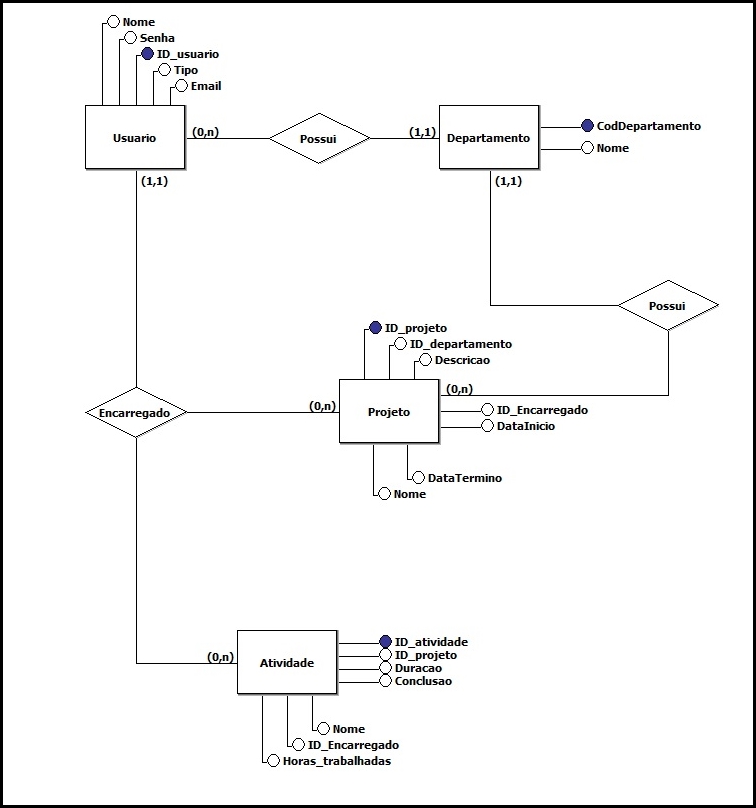 Nome
Senha
ID_usuario
Tipo
Email
Usuario
(0,n)
Possui
(1,1)
Departamento
CodDepartamento
Nome
(1,1)
(1,1)
Possui
ID_projeto
ID_departamento
Descricao
(0,n)
Encarregado
(0,n)
Projeto
ID_Encarregado
DataInicio
DataTermino
Nome
(0,n)
Atividade
ID_atividade
ID_projeto
Duracao
Conclusao
Nome
ID_Encarregado
Horas_trabalhadas